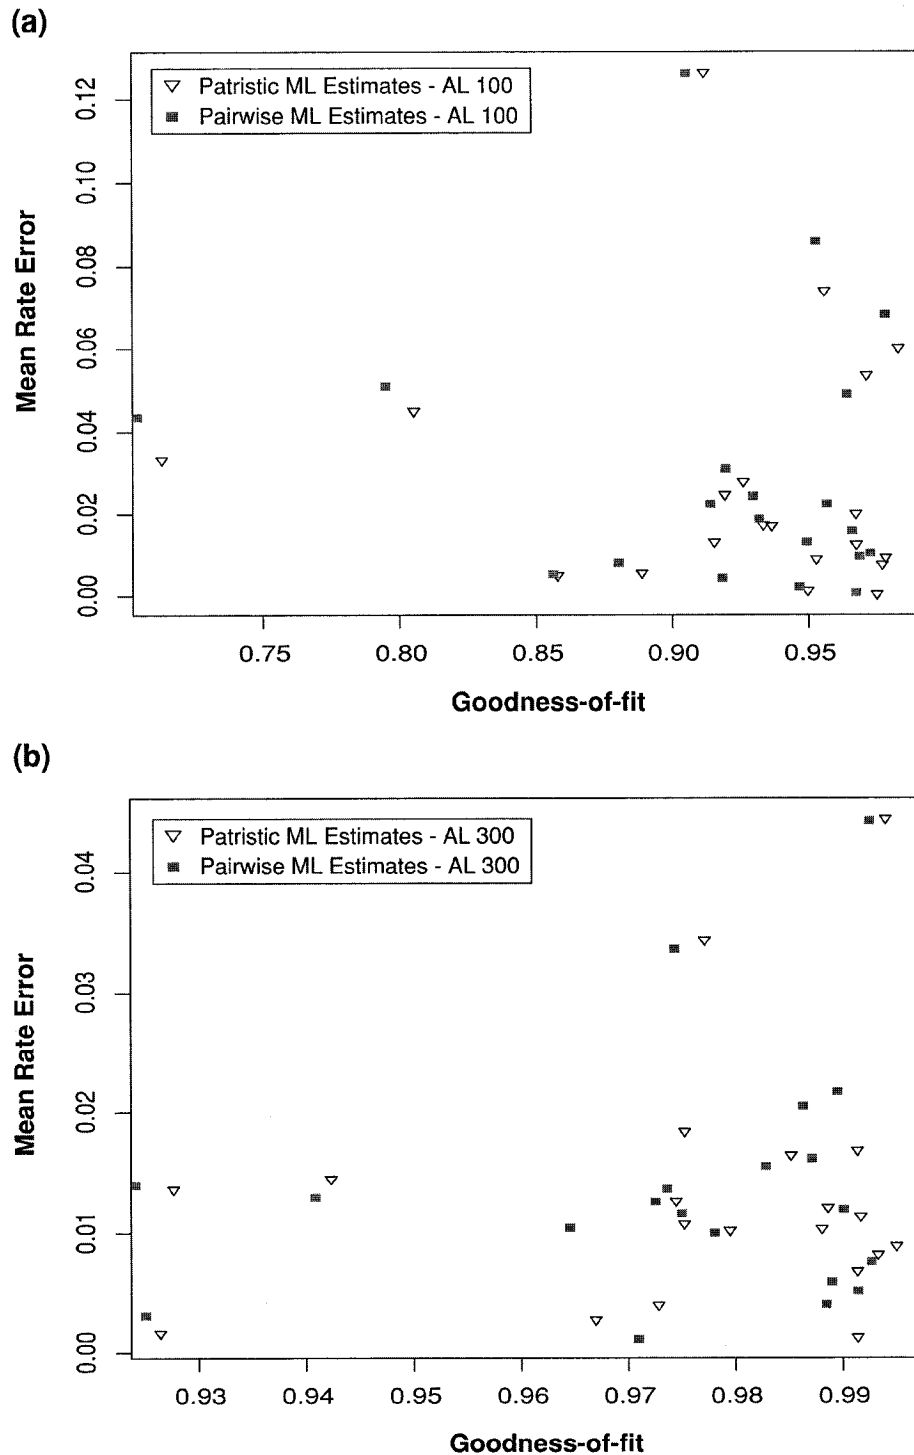 (a)
Patristic ML Estimates - AL 100
Pairwise ML Estimates - AL 100
Mean Rate Error
0.12
0.10
0.08
0.06
0.04
0.02
0.00
0.75 0.80 0.85 0.90 0.95
Goodness-of-fit
(b)
Patristic ML Estimates - AL 300
Pairwise ML Estimates - AL 300
Mean Rate Error
0.04
0.03
0.02
0.01
0.00
0.93 0.94 0.95 0.96 0.97 0.98 0.99
Goodness-of-fit